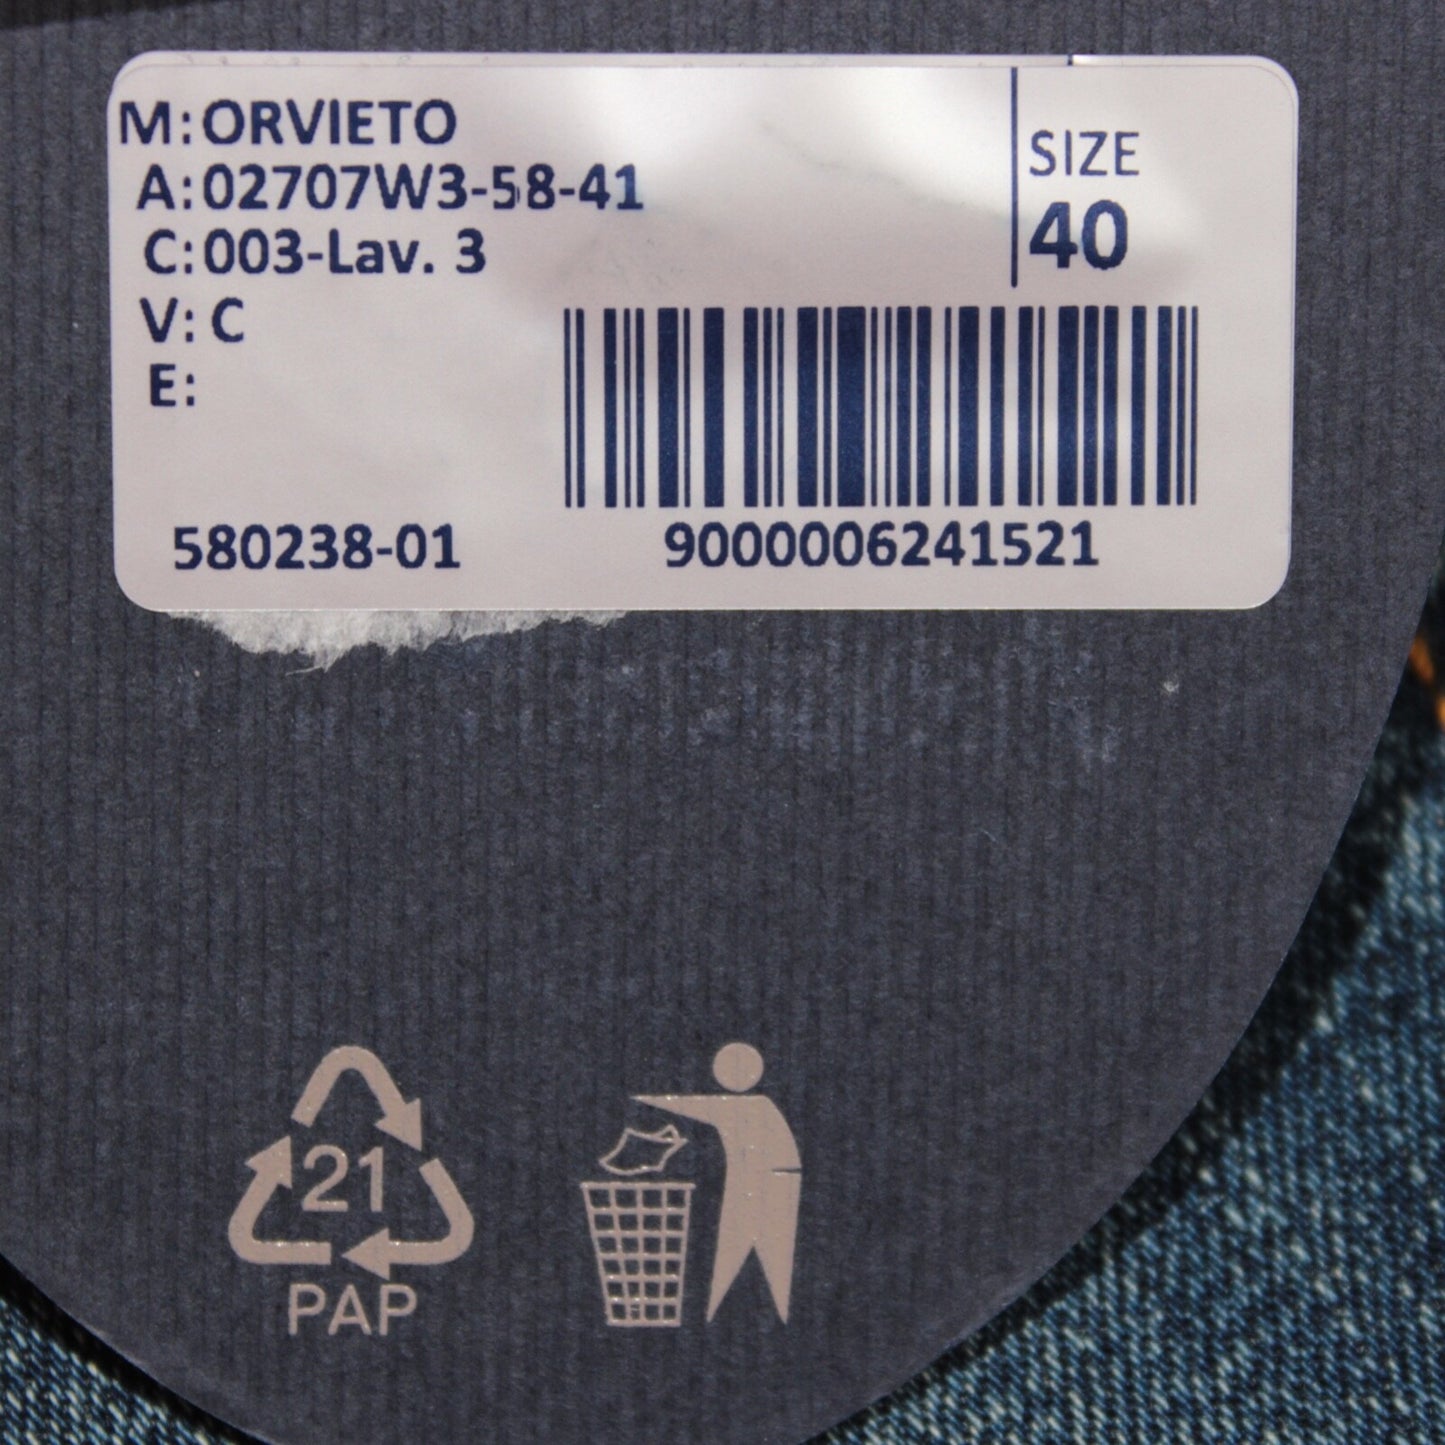 M: ORVIETO
A: 02707W3-58-41
C: 003-Lav. 3
V: C
E:
SIZE
40
580238-01
9000006241521
21
PAP